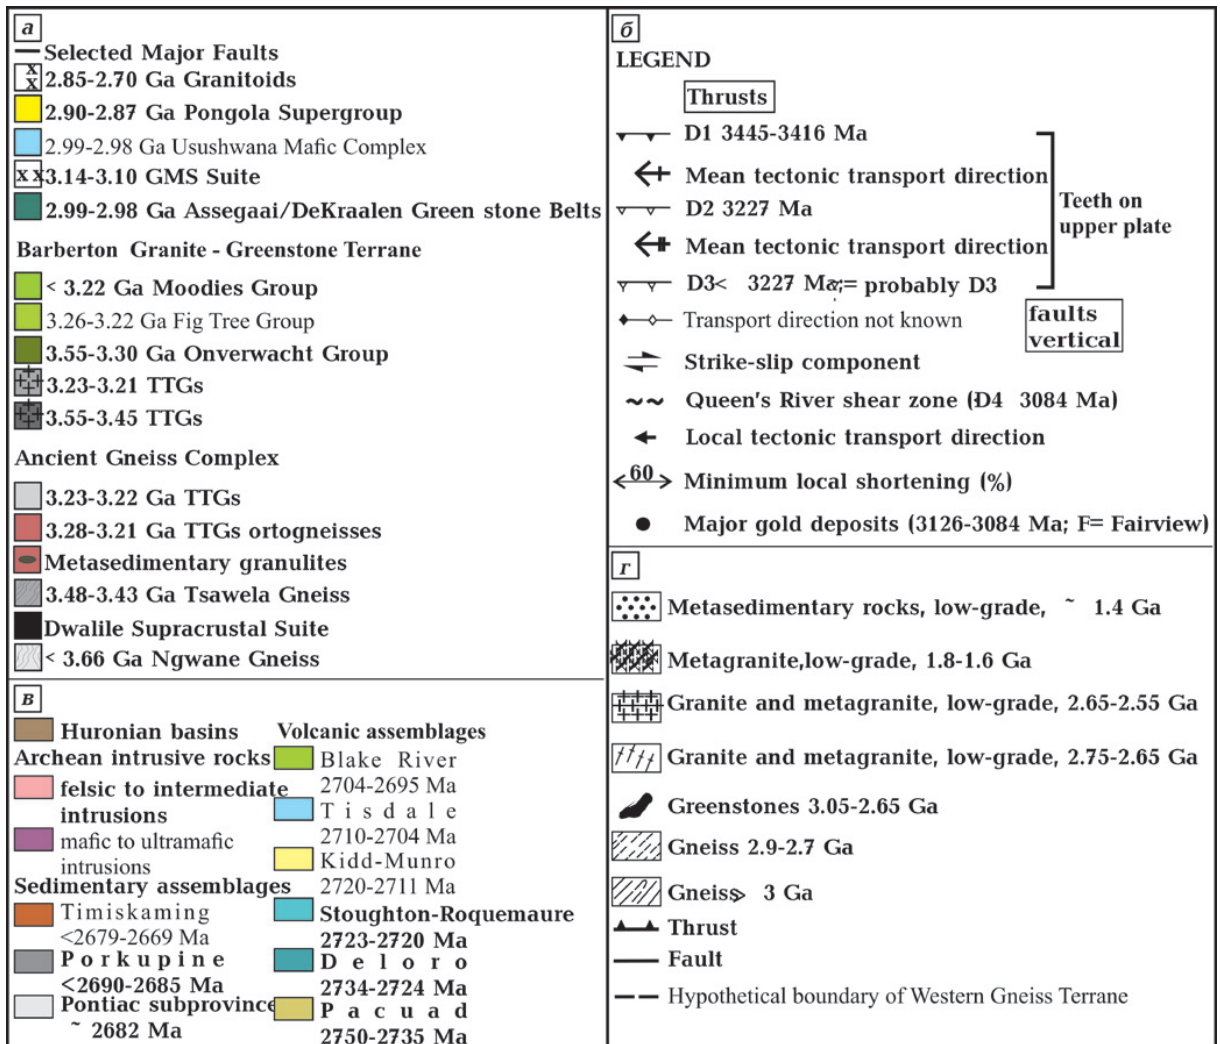 а
Selected Major Faults
x
x
2.85-2.70 Ga Granitoids
2.90-2.87 Ga Pongola Supergroup
2.99-2.98 Ga Usushwana Mafic Complex
x x
3.14-3.10 GMS Suite
2.99-2.98 Ga Assegaai/DeKraalen Green stone Belts
Barberton Granite - Greenstone Terrane
< 3.22 Ga Moodies Group
3.26-3.22 Ga Fig Tree Group
3.55-3.30 Ga Onverwacht Group
3.23-3.21 TTGs
3.55-3.45 TTGs
Ancient Gneiss Complex
3.23-3.22 Ga TTGs
3.28-3.21 Ga TTGs ortogneisses
Metasedimentary granulites
3.48-3.43 Ga Tsawela Gneiss
Dwalile Supracrustal Suite
< 3.66 Ga Ngwane Gneiss
б
LEGEND
Thrusts
D1 3445-3416 Ma
Mean tectonic transport direction
D2 3227 Ma
Mean tectonic transport direction
D3< 3227 Ma;= probably D3
Teeth on
upper plate
Transport direction not known
faults
vertical
Strike-slip component
Queen's River shear zone (D4 3084 Ma)
Local tectonic transport direction
60
Minimum local shortening (%)
Major gold deposits (3126-3084 Ma; F= Fairview)
в
Huronian basins
Archean intrusive rocks
felsic to intermediate
intrusions
mafic to ultramafic
intrusions
Sedimentary assemblages
Timiskaming
<2679-2669 Ma
Porkupine
<2690-2685 Ma
Pontiac subprovince
~ 2682 Ma
Volcanic assemblages
Blake River
2704-2695 Ma
Tisdale
2710-2704 Ma
Kidd-Munro
2720-2711 Ma
Stoughton-Roquemaure
2723-2720 Ma
Deloro
2734-2724 Ma
Pacuad
2750-2735 Ma
г
Metasedimentary rocks, low-grade, ~ 1.4 Ga
Metagranite,low-grade, 1.8-1.6 Ga
Granite and metagranite, low-grade, 2.65-2.55 Ga
Granite and metagranite, low-grade, 2.75-2.65 Ga
Greenstones 3.05-2.65 Ga
Gneiss 2.9-2.7 Ga
Gneiss> 3 Ga
Thrust
Fault
Hypothetical boundary of Western Gneiss Terrane